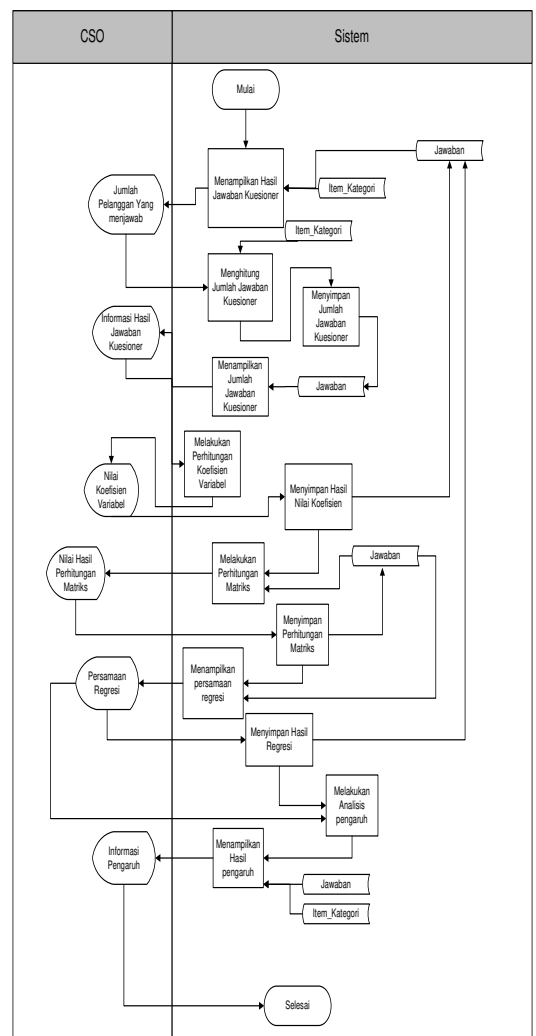 CSO
Sistem
Mulai
Jawaban
Item_Kategori
Menampilkan Hasil
Jawaban Kuesioner
Jumlah
Pelanggan Yang
menjawab
Item_Kategori
Menghitung
Jumlah Jawaban
Kuesioner
Menyimpan
Jumlah
Jawaban
Kuesioner
Informasi Hasil
Jawaban
Kuesioner
Menampilkan
Jumlah
Jawaban
Kuesioner
Jawaban
Melakukan
Perhitungan
Koefisien
Variabel
Nilai
Koefisien
Variabel
Menyimpan Hasil
Nilai Koefisien
Nilai Hasil
Perhitungan
Matriks
Melakukan
Perhitungan
Matriks
Jawaban
Menyimpan
Perhitungan
Matriks
Persamaan
Regresi
Menampilkan
persamaan
regresi
Menyimpan Hasil
Regresi
Melakukan
Analisis
pengaruh
Informasi
Pengaruh
Menampilkan
Hasil
pengaruh
Jawaban
Item_Kategori
Selesai